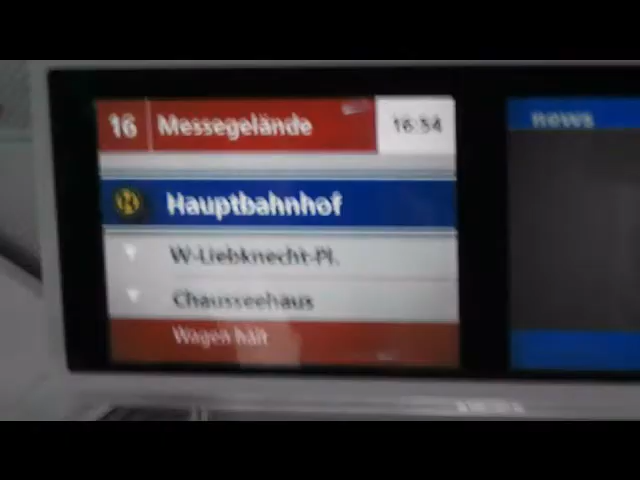 16 Messegelände 16:54
Hauptbahnhof
W-Liebknecht-Pl.
Chausseehaus
Wagen hält
news